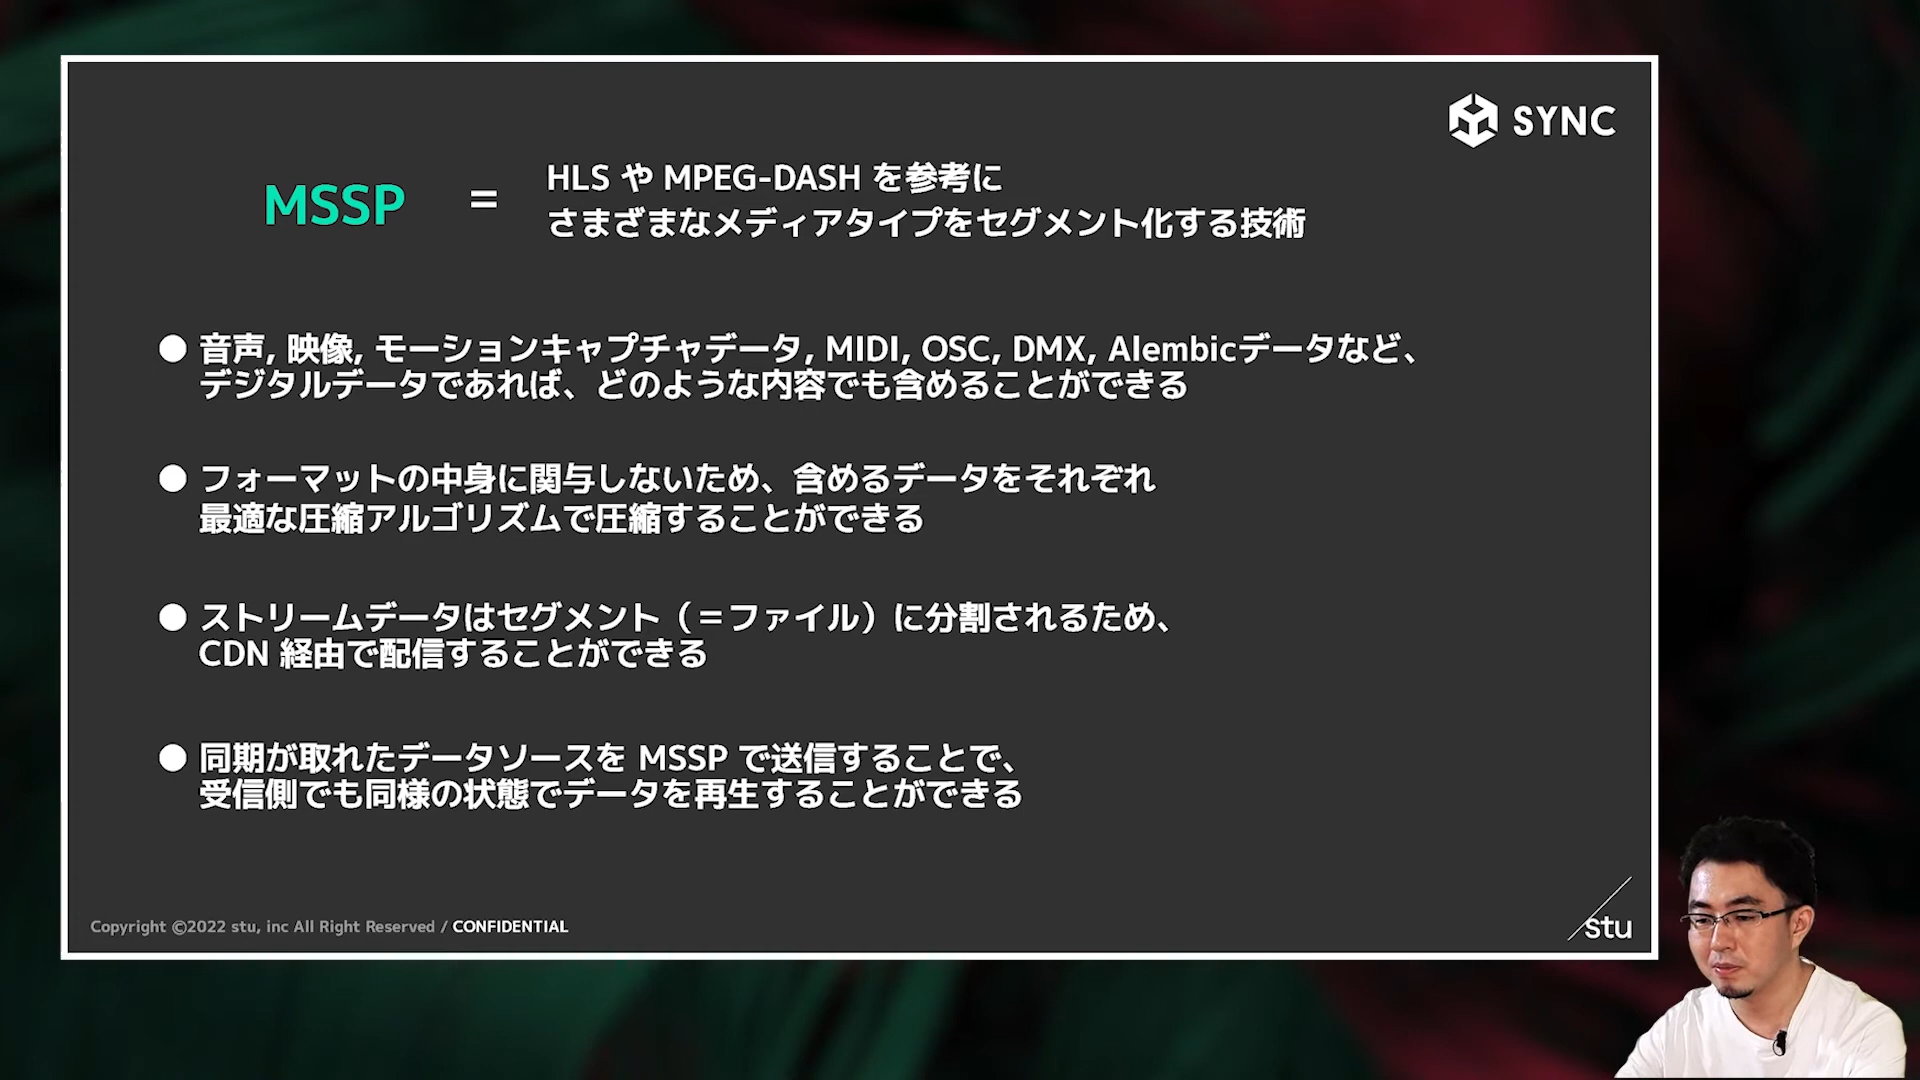 SYNC
MSSP = HLS や MPEG-DASH を参考に
さまざまなメディアタイプをセグメント化する技術
● 音声, 映像, モーションキャプチャデータ, MIDI, OSC, DMX, Alembicデータなど、
デジタルデータであれば、どのような内容でも含めることができる
● フォーマットの中身に関与しないため、含めるデータをそれぞれ
最適な圧縮アルゴリズムで圧縮することができる
● ストリームデータはセグメント（＝ファイル）に分割されるため、
CDN 経由で配信することができる
● 同期が取れたデータソースを MSSP で送信することで、
受信側でも同様の状態でデータを再生することができる
Copyright ©2022 stu, inc All Right Reserved / CONFIDENTIAL
stu